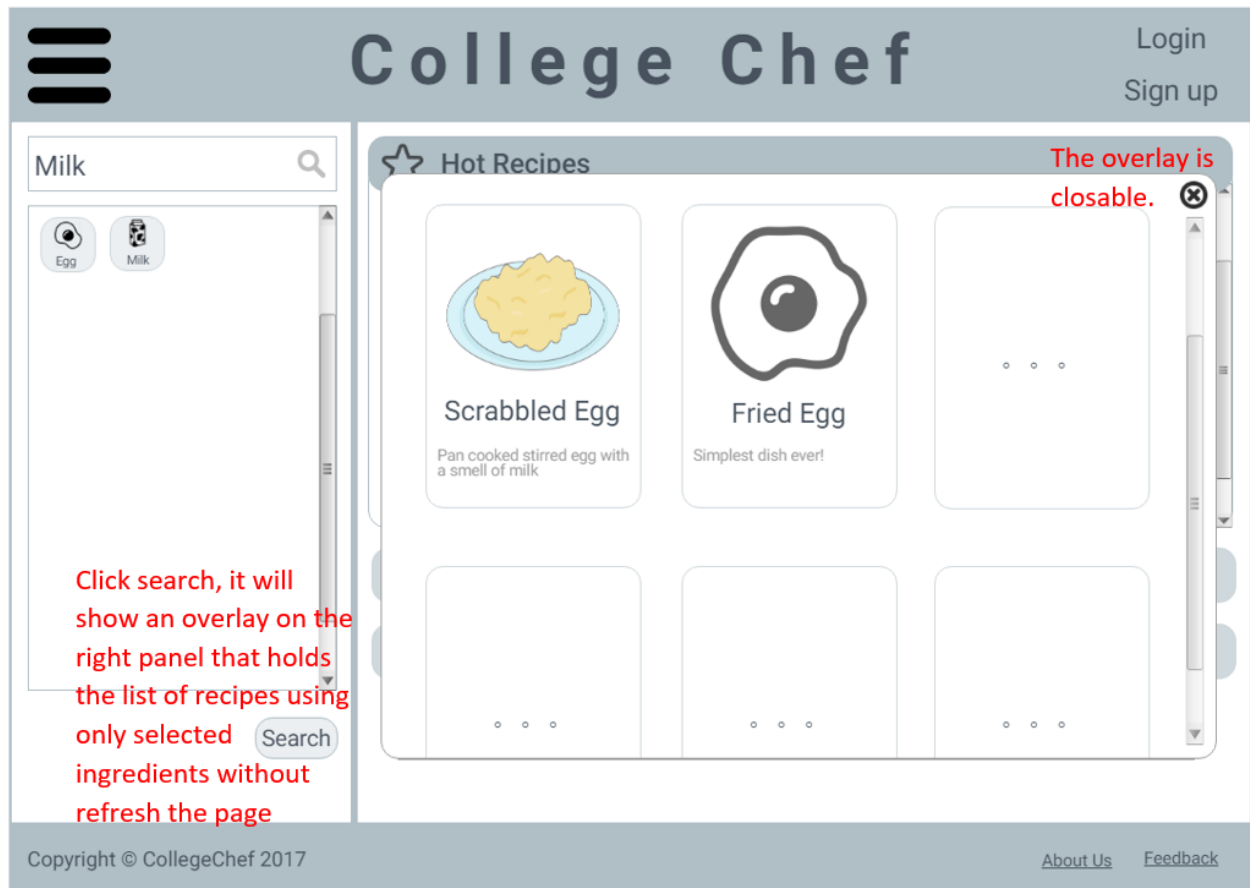 College Chef
Login
Sign up
Milk
Egg
Milk
Hot Recipes
The overlay is
closable.
Scrabbled Egg
Pan cooked stirred egg with
a smell of milk
Fried Egg
Simplest dish ever!
Click search, it will
show an overlay on the
right panel that holds
the list of recipes using
only selected
ingredients without
refresh the page
Search
Copyright © CollegeChef 2017
About Us
Feedback